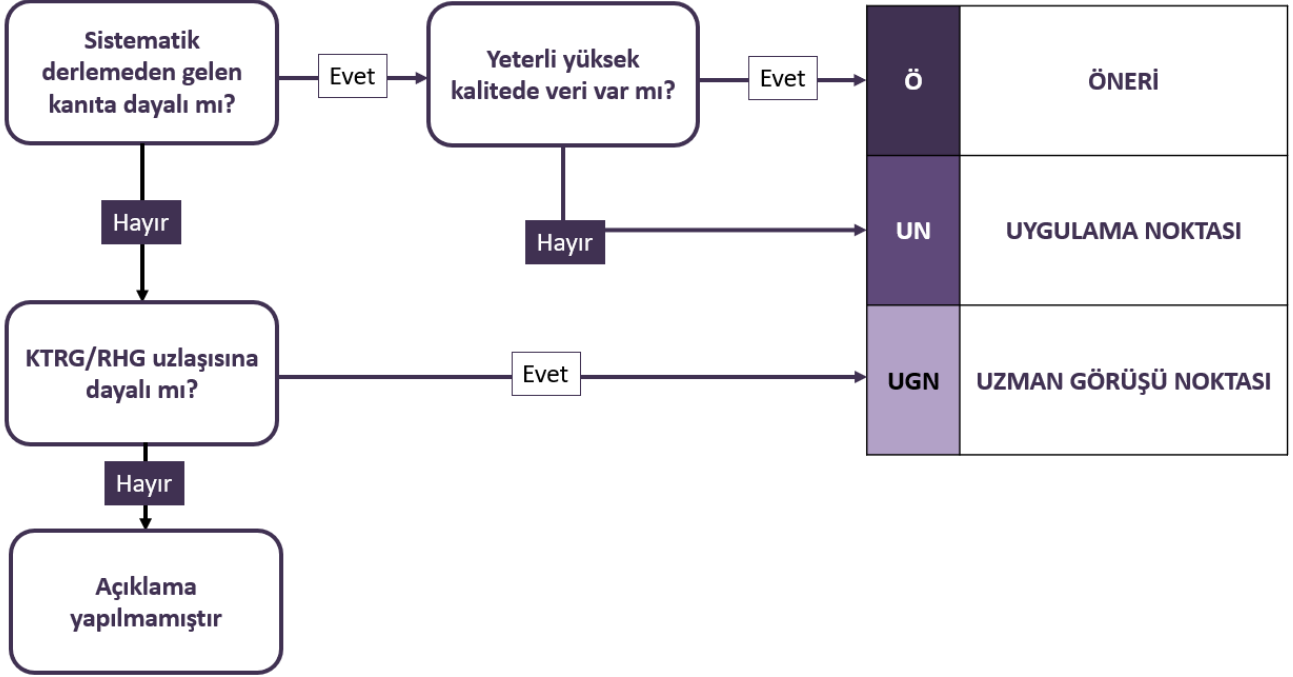 Sistematik
derlemeden gelen
kanıta dayalı mı?
Evet
Yeterli yüksek
kalitede veri var mı?
Evet
Ö
ÖNERİ
Hayır
Hayır
UN
UYGULAMA NOKTASI
KTRG/RHG uzlaşısına
dayalı mı?
Evet
UGN
UZMAN GÖRÜŞÜ NOKTASI
Hayır
Açıklama
yapılmamıştır